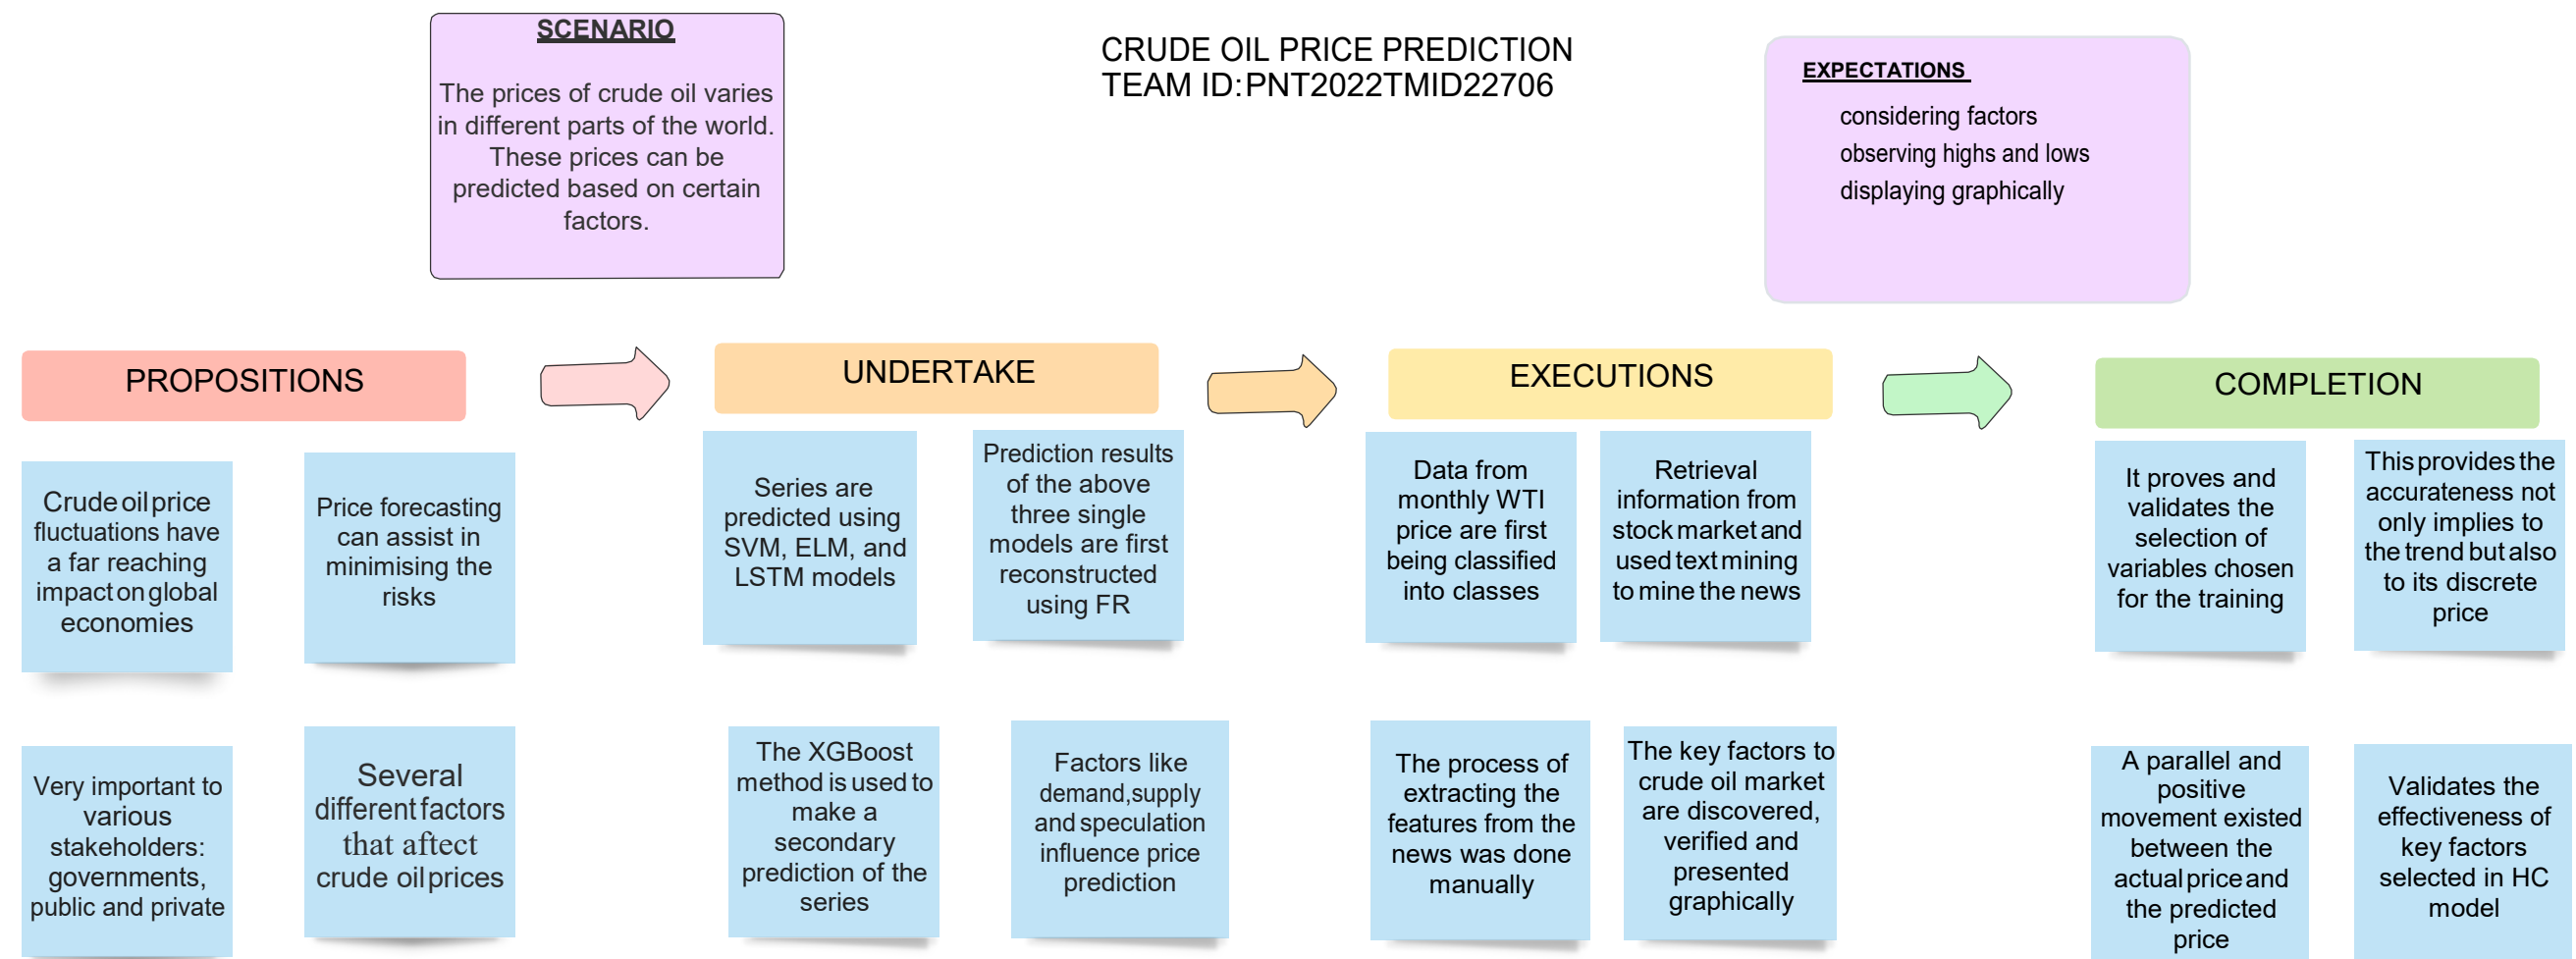 SCENARIO
The prices of crude oil varies
in different parts of the world.
These prices can be
predicted based on certain
factors.
CRUDE OIL PRICE PREDICTION
TEAM ID:PNT2022TMID22706
EXPECTATIONS
considering factors
observing highs and lows
displaying graphically
PROPOSITIONS
UNDERTAKE
EXECUTIONS
COMPLETION
Crude oil price
fluctuations have
a far reaching
impact on global
economies
Price forecasting
can assist in
minimising the
risks
Series are
predicted using
SVM, ELM, and
LSTM models
Prediction results
of the above
three single
models are first
reconstructed
using FR
Data from
monthly WTI
price are first
being classified
into classes
Retrieval
information from
stock market and
used text mining
to mine the news
It proves and
validates the
selection of
variables chosen
for the training
This provides the
accurateness not
only implies to
the trend but also
to its discrete
price
Very important to
various
stakeholders:
governments,
public and private
Several
different factors
that aftect
crude oil prices
The XGBoost
method is used to
make a
secondary
prediction of the
series
Factors like
demand,supply
and speculation
influence price
prediction
The process of
extracting the
features from the
news was done
manually
The key factors to
crude oil market
are discovered,
verified and
presented
graphically
A parallel and
positive
movement existed
between the
actual price and
the predicted
price
Validates the
effectiveness of
key factors
selected in HC
model